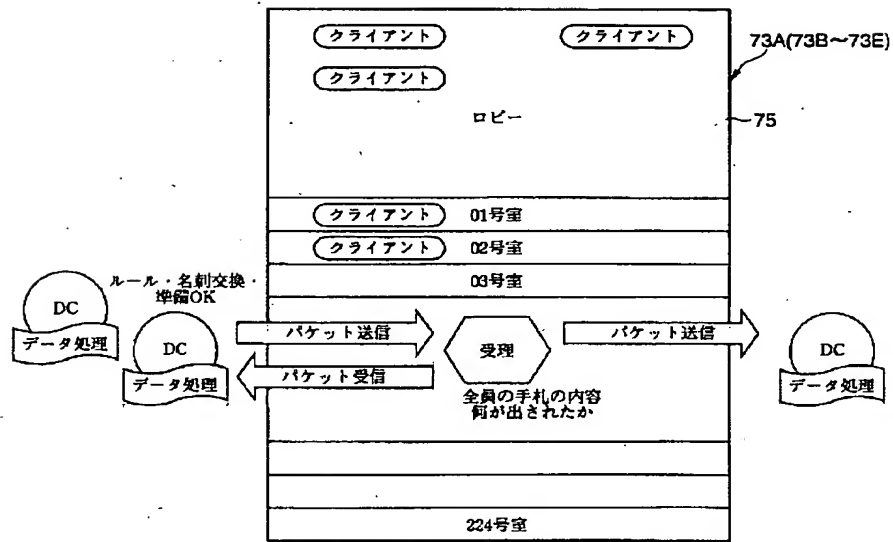 クライアント
クライアント
73A(73B～73E)
クライアント
ロビー
75
クライアント 01号室
クライアント 02号室
03号室
ルール・名刺交換・
準備OK
DC
データ処理
DC
データ処理
パケット送信
パケット受信
受理
全員の手札の内容
何が出されたか
パケット送信
DC
データ処理
224号室